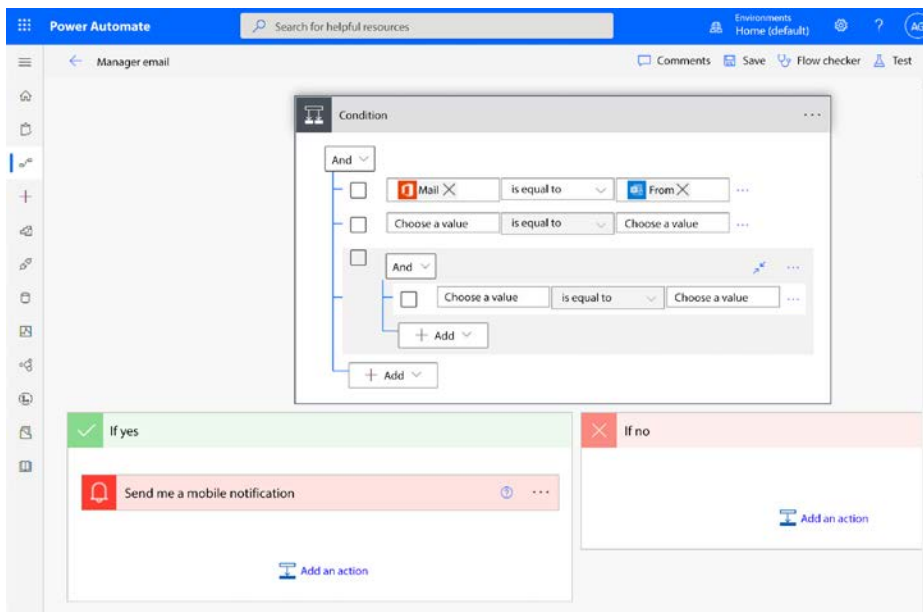 Power Automate
Search for helpful resources
Environments
Home (default)
?
AG
Manager email
Comments Save Flow checker Test
Condition ...
And
Mail is equal to From ...
Choose a value is equal to Choose a value ...
And ...
Choose a value is equal to Choose a value ...
+ Add
+ Add
If yes
If no
Send me a mobile notification ? ...
Add an action
Add an action